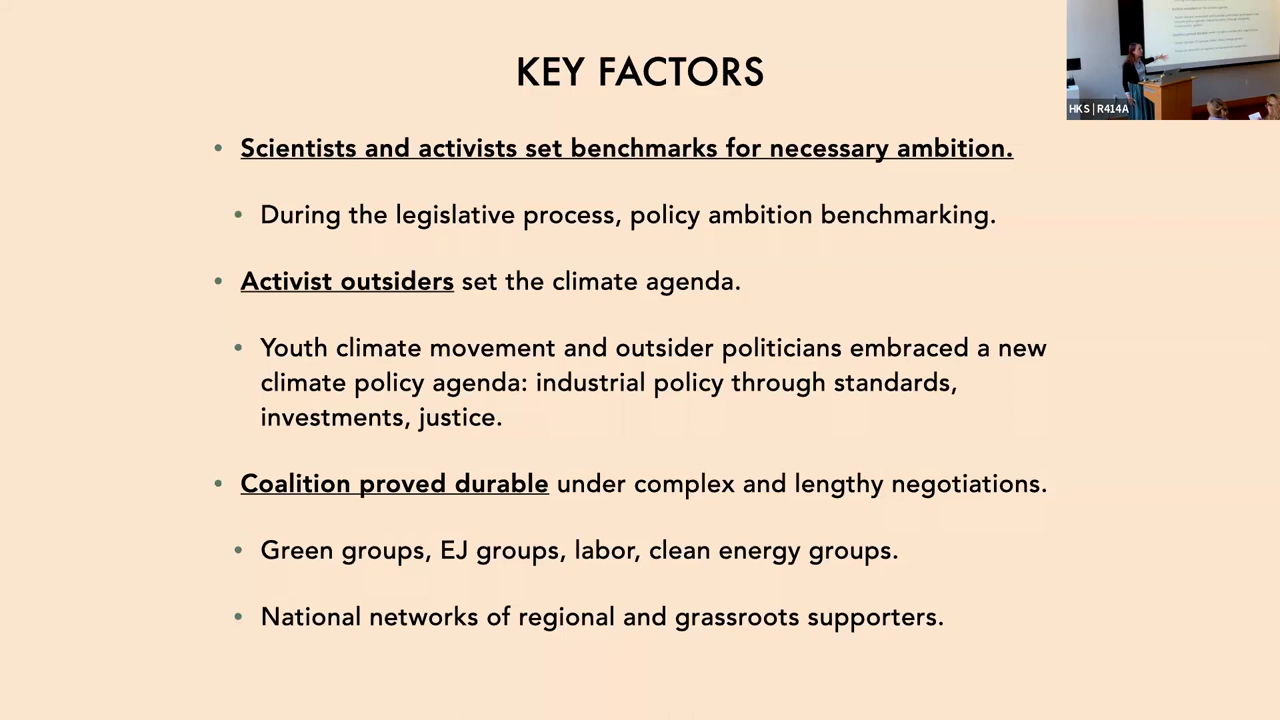 HKS | R414A
KEY FACTORS
• Scientists and activists set benchmarks for necessary ambition.
• During the legislative process, policy ambition benchmarking.
• Activist outsiders set the climate agenda.
• Youth climate movement and outsider politicians embraced a new
climate policy agenda: industrial policy through standards,
investments, justice.
• Coalition proved durable under complex and lengthy negotiations.
• Green groups, EJ groups, labor, clean energy groups.
• National networks of regional and grassroots supporters.